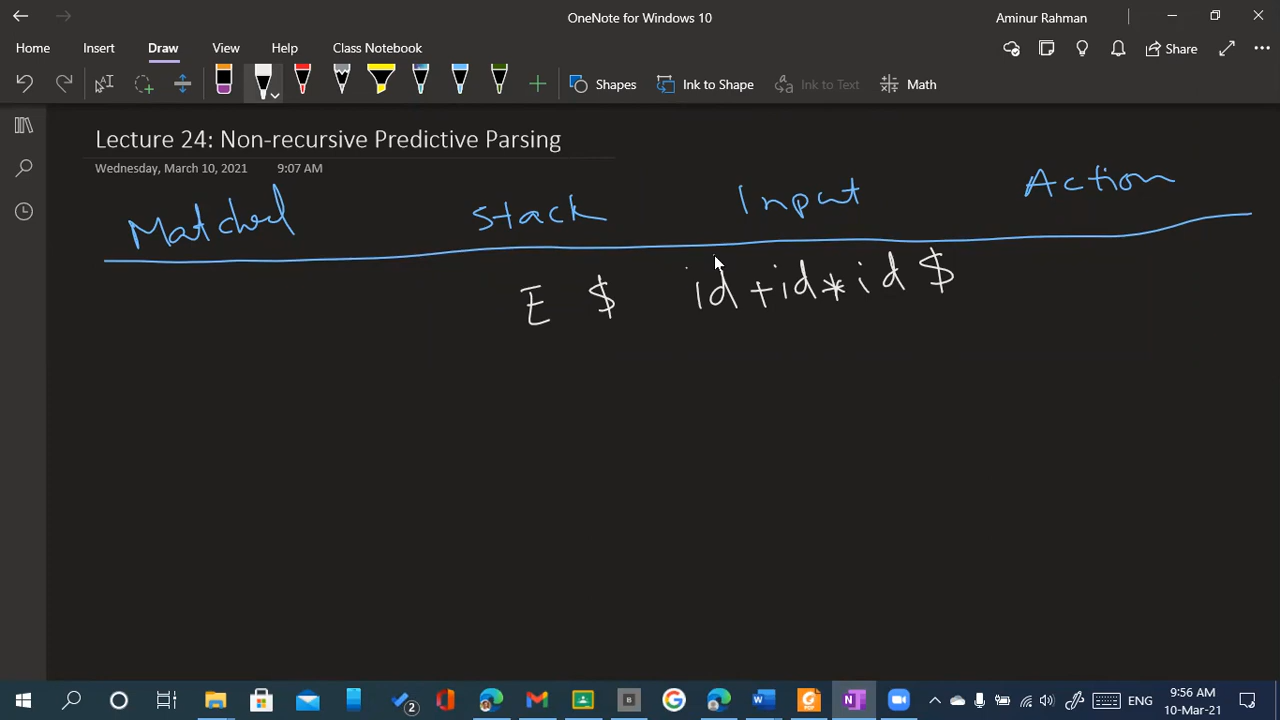 OneNote for Windows 10
Aminur Rahman
Home Insert Draw View Help Class Notebook Share
Shapes Ink to Shape Ink to Text Math
Lecture 24: Non-recursive Predictive Parsing
Wednesday, March 10, 2021 9:07 AM
Matched Stack Input Action
E $ id+id*id $
2 B G PDF N ENG 9:56 AM
10-Mar-21